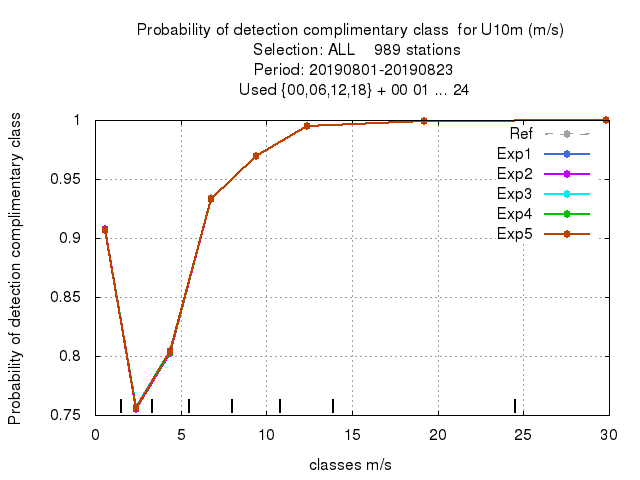 Probability of detection complimentary class  for U10m (m/s)
Selection: ALL    989 stations
Period: 20190801-20190823
Used {00,06,12,18} + 00 01 ... 24
Probability of detection complimentary class
1
0.95
0.9
0.85
0.8
0.75
Ref
Exp1
Exp2
Exp3
Exp4
Exp5
0 5 10 15 20 25 30
classes m/s